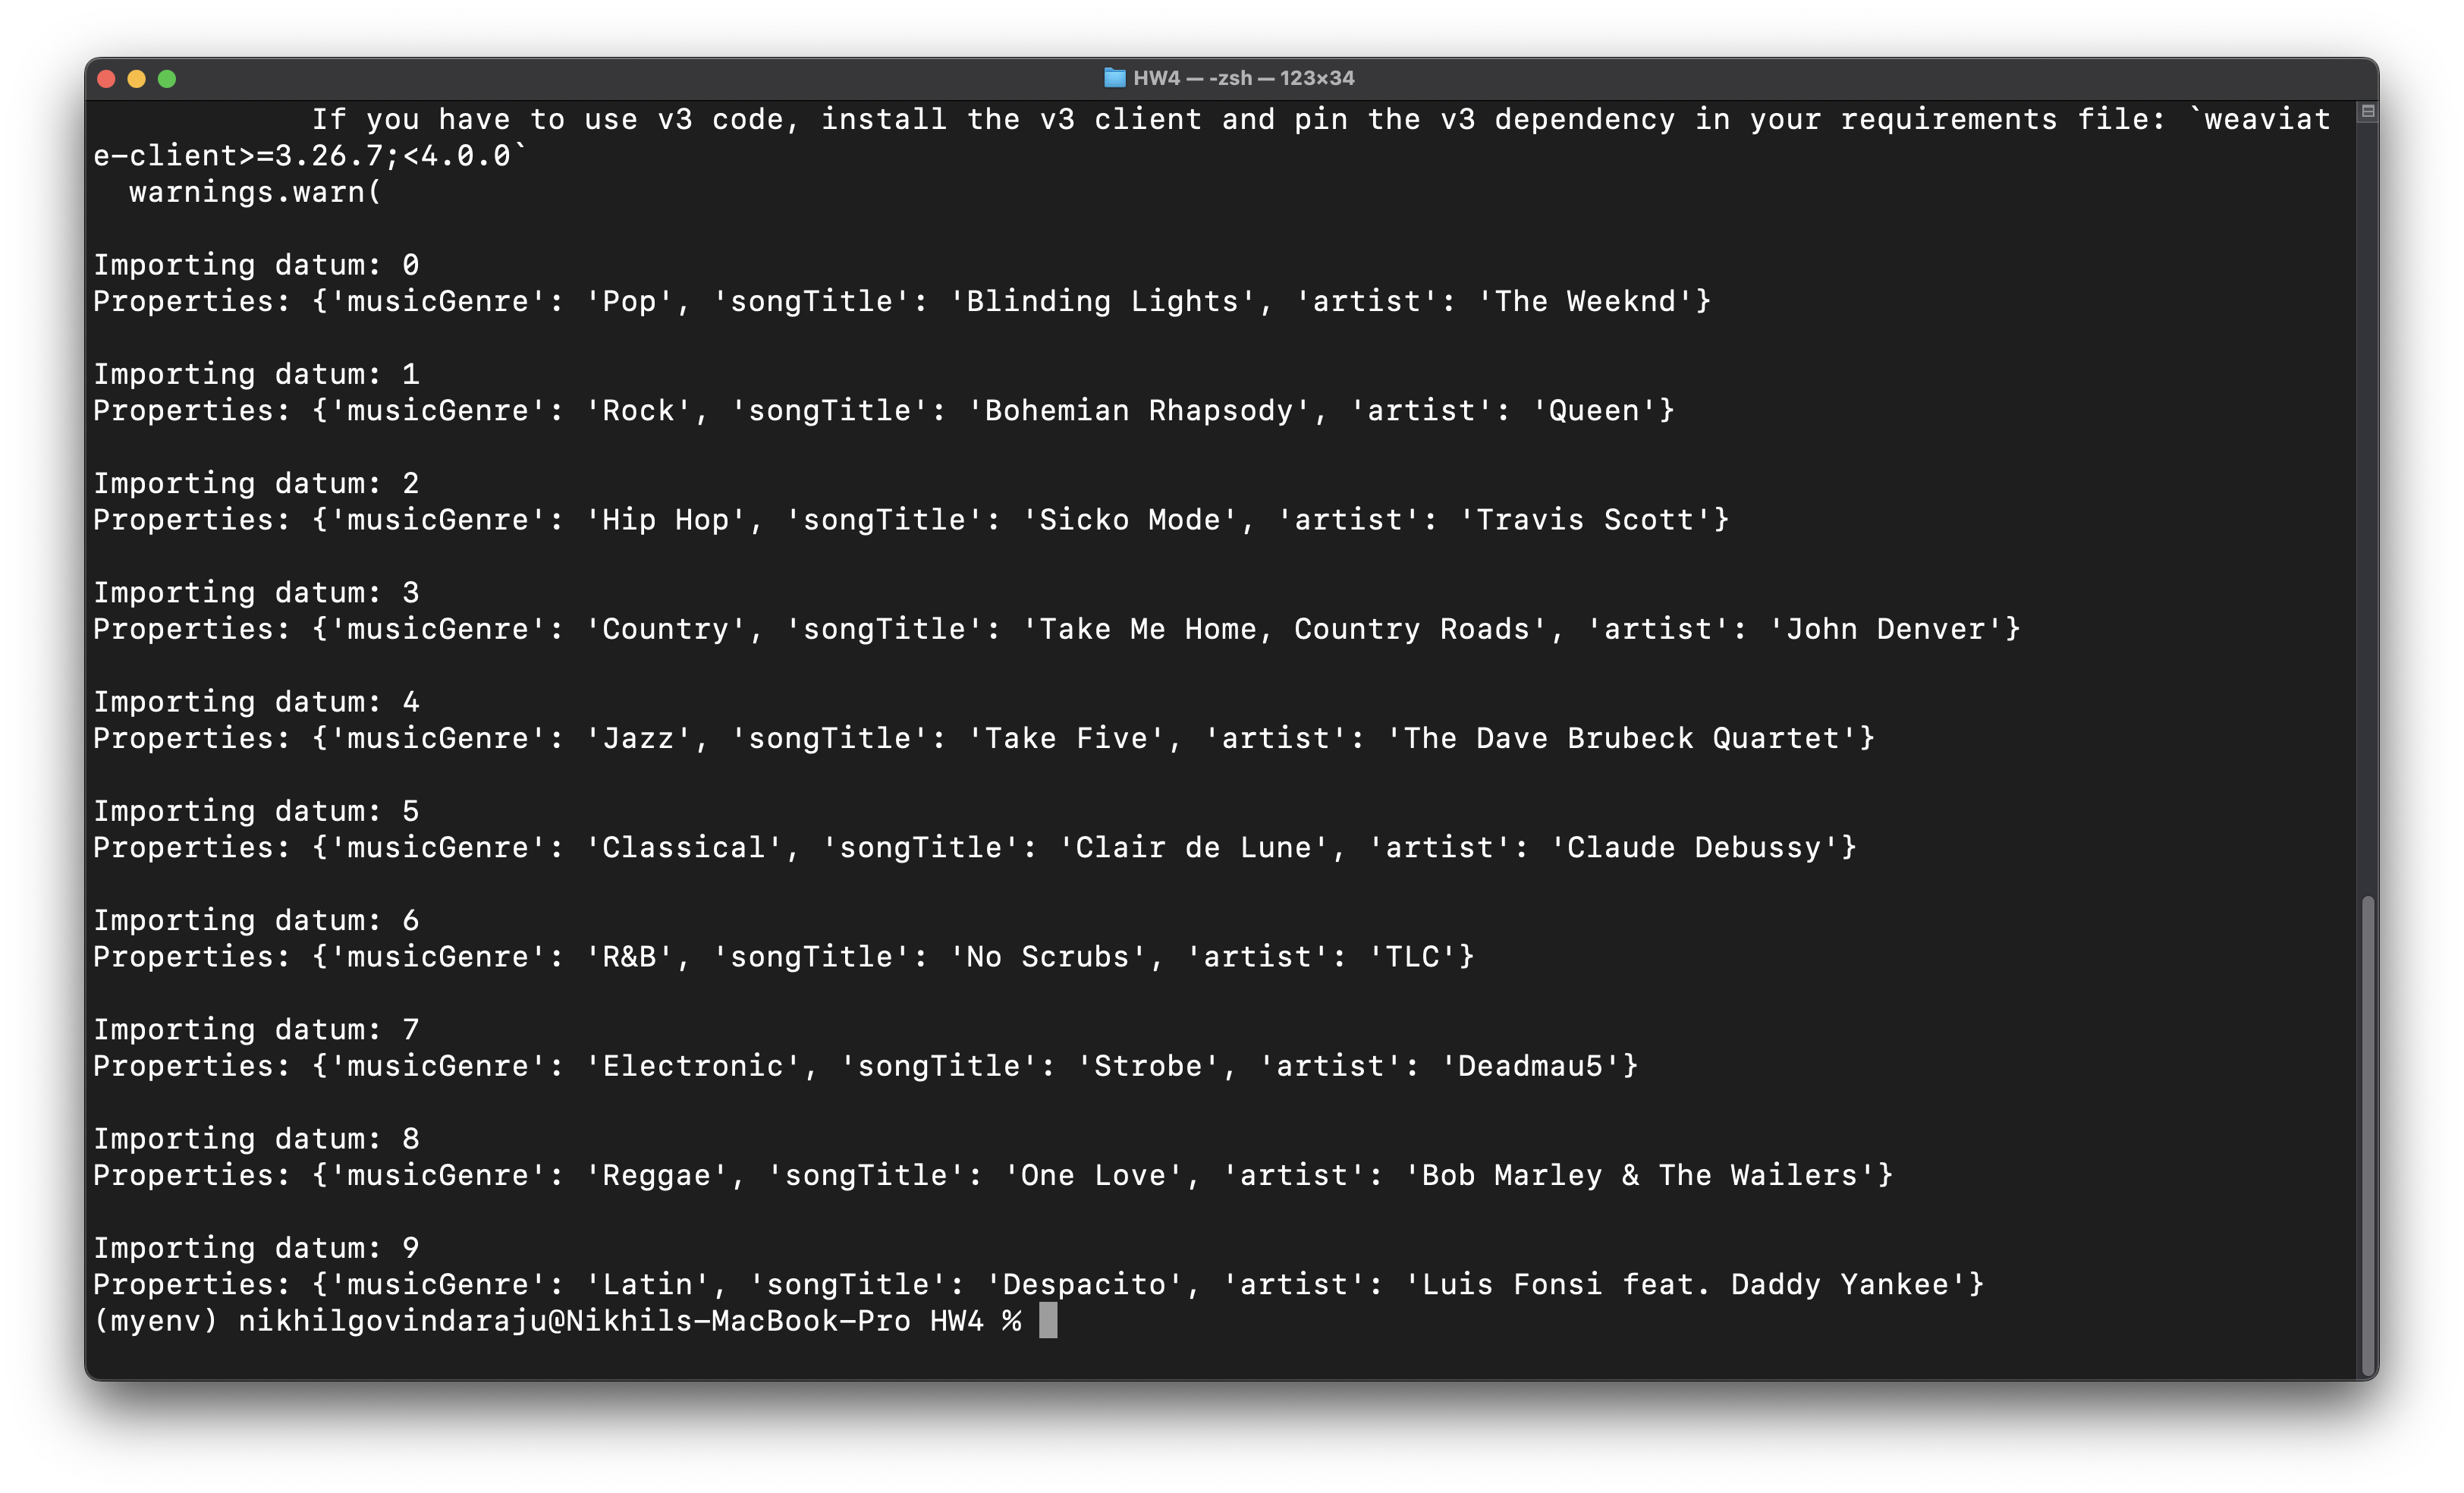 HW4 — -zsh — 123×34
If you have to use v3 code, install the v3 client and pin the v3 dependency in your requirements file: `weaviat
e-client>=3.26.7;<4.0.0`
warnings.warn(
Importing datum: 0
Properties: {'musicGenre': 'Pop', 'songTitle': 'Blinding Lights', 'artist': 'The Weeknd'}
Importing datum: 1
Properties: {'musicGenre': 'Rock', 'songTitle': 'Bohemian Rhapsody', 'artist': 'Queen'}
Importing datum: 2
Properties: {'musicGenre': 'Hip Hop', 'songTitle': 'Sicko Mode', 'artist': 'Travis Scott'}
Importing datum: 3
Properties: {'musicGenre': 'Country', 'songTitle': 'Take Me Home, Country Roads', 'artist': 'John Denver'}
Importing datum: 4
Properties: {'musicGenre': 'Jazz', 'songTitle': 'Take Five', 'artist': 'The Dave Brubeck Quartet'}
Importing datum: 5
Properties: {'musicGenre': 'Classical', 'songTitle': 'Clair de Lune', 'artist': 'Claude Debussy'}
Importing datum: 6
Properties: {'musicGenre': 'R&B', 'songTitle': 'No Scrubs', 'artist': 'TLC'}
Importing datum: 7
Properties: {'musicGenre': 'Electronic', 'songTitle': 'Strobe', 'artist': 'Deadmau5'}
Importing datum: 8
Properties: {'musicGenre': 'Reggae', 'songTitle': 'One Love', 'artist': 'Bob Marley & The Wailers'}
Importing datum: 9
Properties: {'musicGenre': 'Latin', 'songTitle': 'Despacito', 'artist': 'Luis Fonsi feat. Daddy Yankee'}
(myenv) nikhilgovindaraju@Nikhils-MacBook-Pro HW4 %